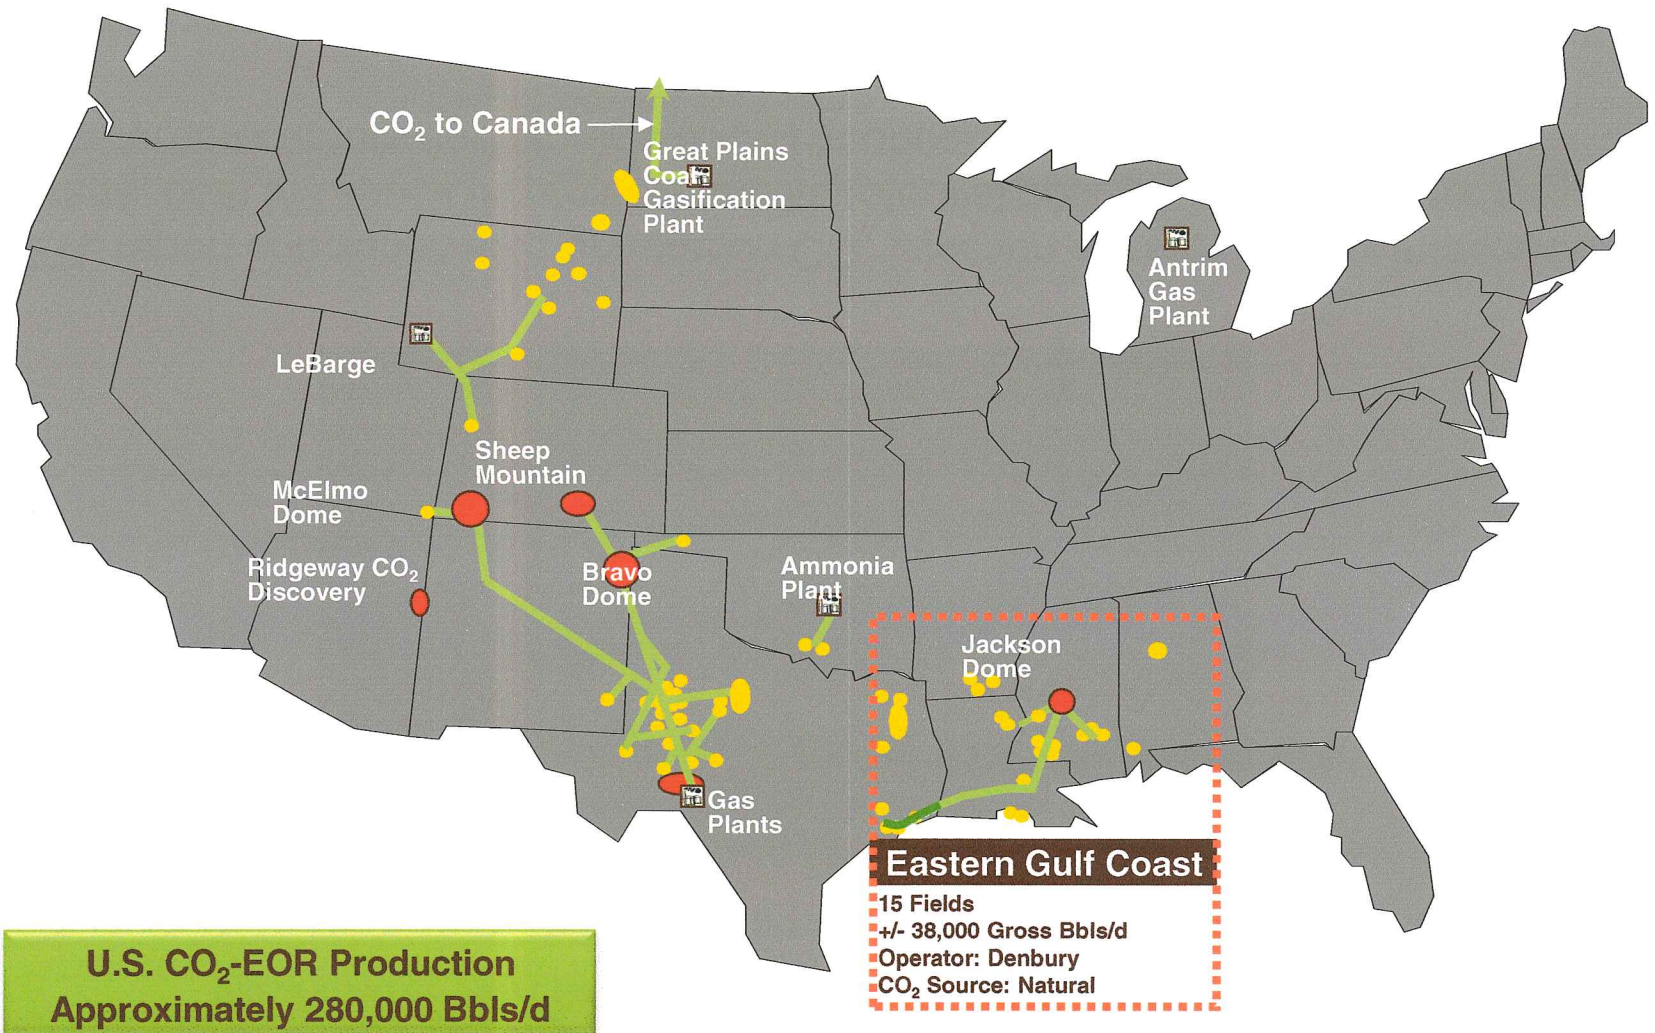 CO₂ to Canada
Great Plains
Coal
Gasification
Plant
Antrim
Gas
Plant
LeBarge
Sheep
Mountain
McElmo
Dome
Ridgeway CO₂
Discovery
Bravo
Dome
Ammonia
Plant
Jackson
Dome
Gas
Plants
Eastern Gulf Coast
15 Fields
+/- 38,000 Gross Bbls/d
Operator: Denbury
CO₂ Source: Natural
U.S. CO₂-EOR Production
Approximately 280,000 Bbls/d